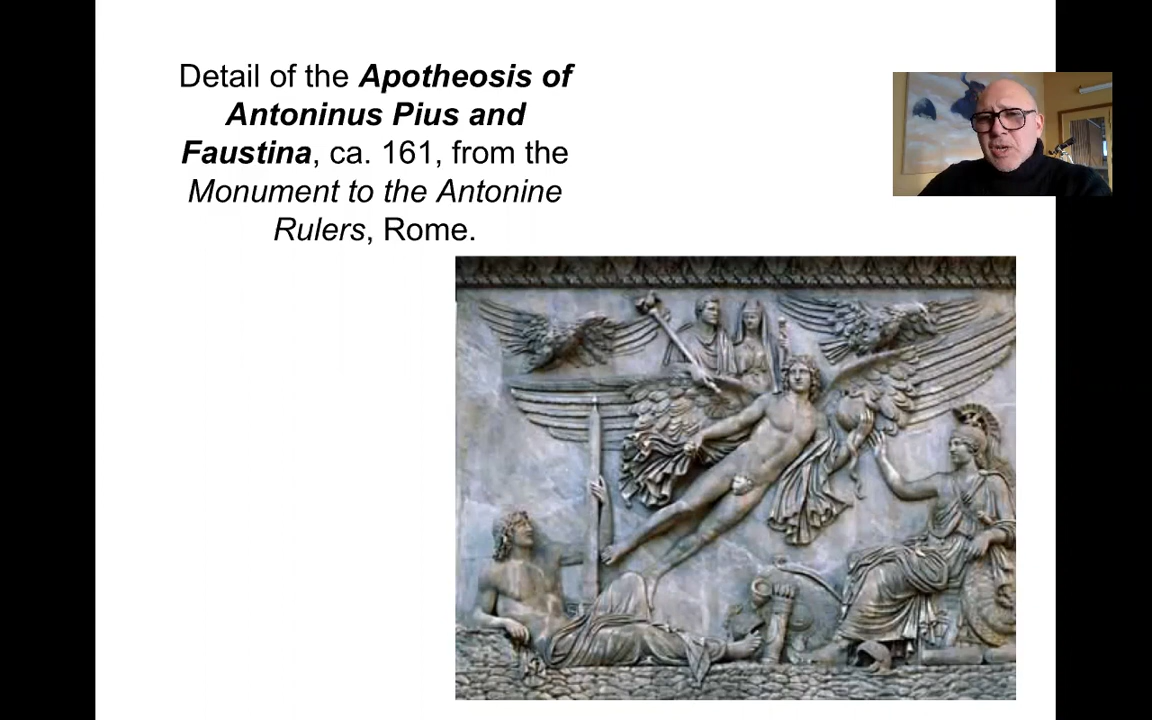 Detail of the Apotheosis of
Antoninus Pius and
Faustina, ca. 161, from the
Monument to the Antonine
Rulers, Rome.